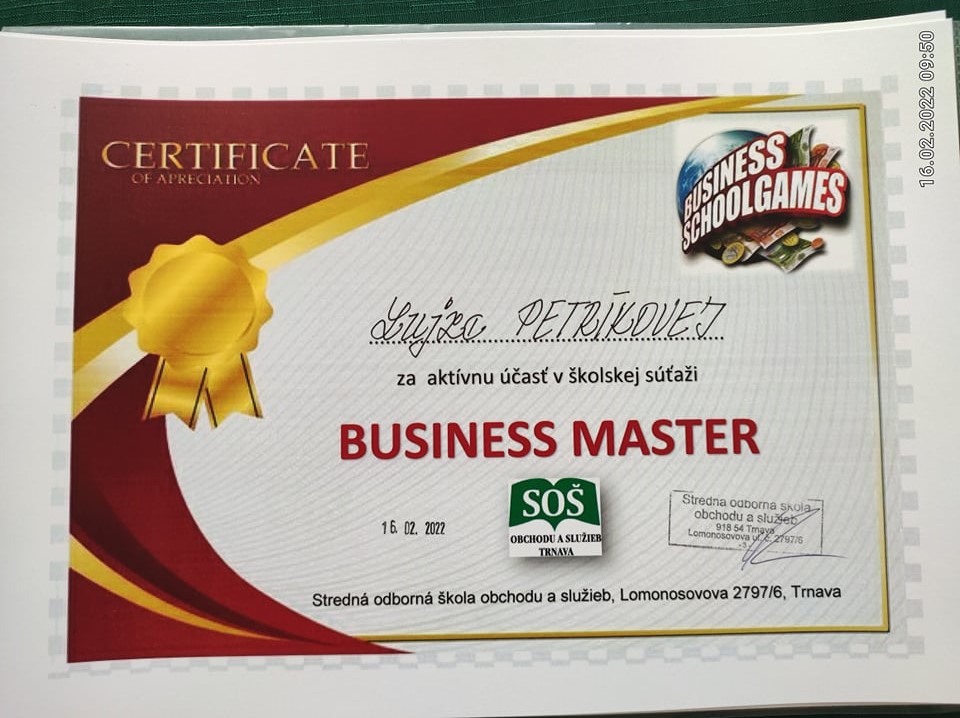 16.02.2022 09:50
CERTIFICATE
OF APRECIATION
BUSINESS
SCHOOLGAMES
Lujza PETRÍKOVEJ
za aktívnu účasť v školskej súťaži
BUSINESS MASTER
SOŠ
OBCHODU A SLUŽIEB
TRNAVA
16. 02. 2022
Stredná odborná škola
obchodu a služieb
918 54 Trnava
Lomonosovova ul. č. 2797/6
-3-
Stredná odborná škola obchodu a služieb, Lomonosovova 2797/6, Trnava